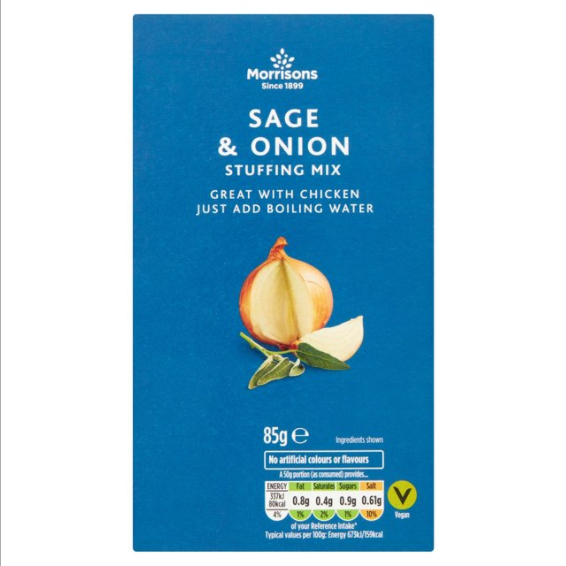 Morrisons
Since 1899
SAGE
& ONION
STUFFING MIX
GREAT WITH CHICKEN
JUST ADD BOILING WATER
85g ℮
Ingredients shown
No artificial colours or flavours
A 50g portion (as consumed) provides...
ENERGY Fat Saturates Sugars Salt
337kJ
80kcal 0.8g 0.4g 0.9g 0.61g
4% 1% 2% 1% 10%
of your Reference Intake*
Typical values per 100g: Energy 673kJ/159kcal
V
Vegan